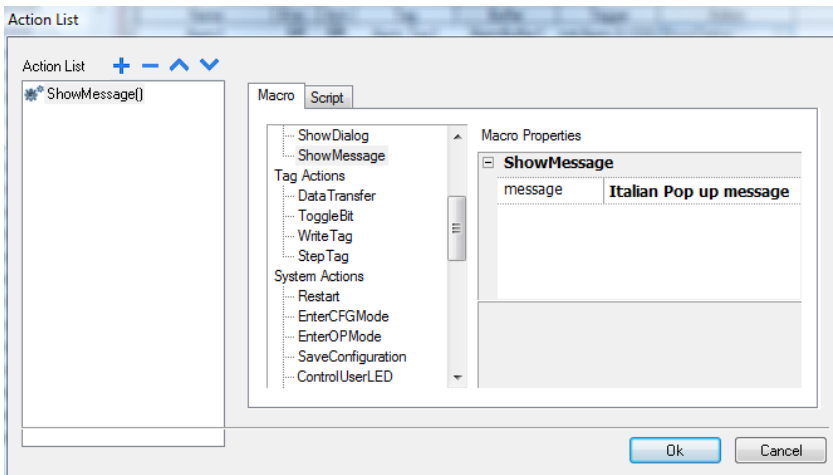 Action List
Action List
ShowMessage()
Macro
Script
ShowDialog
ShowMessage
Tag Actions
DataTransfer
ToggleBit
WriteTag
StepTag
System Actions
Restart
EnterCFGMode
EnterOPMode
SaveConfiguration
ControlUserLED
Macro Properties
ShowMessage
message Italian Pop up message
Ok
Cancel